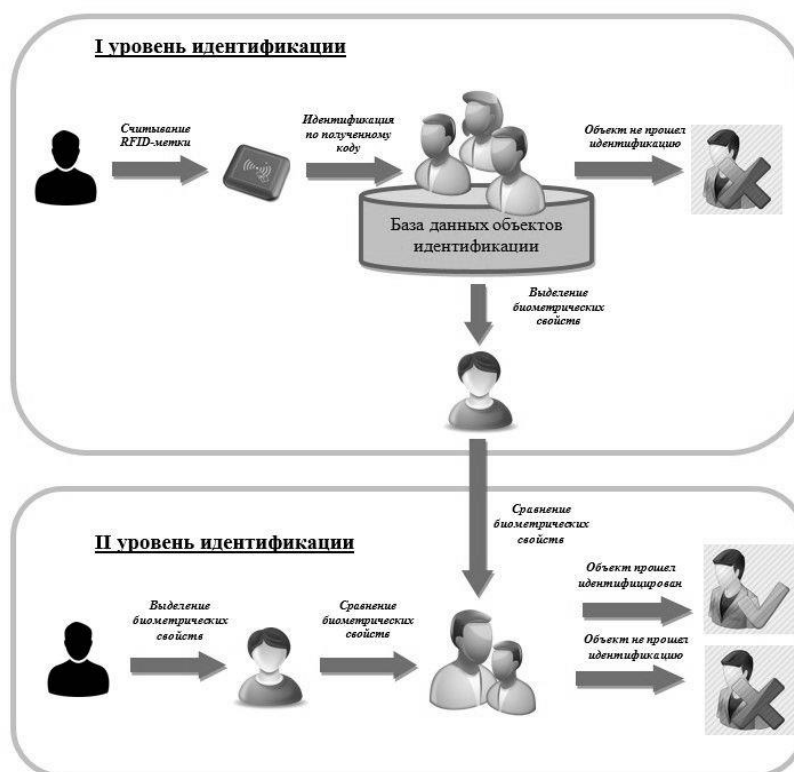 I уровень идентификации
Считывание
RFID-метки
Идентификация
по полученному
коду
Объект не прошел
идентификацию
База данных объектов
идентификации
Выделение
биометрических
свойств
Сравнение
биометрических
свойств
II уровень идентификации
Выделение
биометрических
свойств
Сравнение
биометрических
свойств
Объект прошел
идентифицирован
Объект не прошел
идентификацию